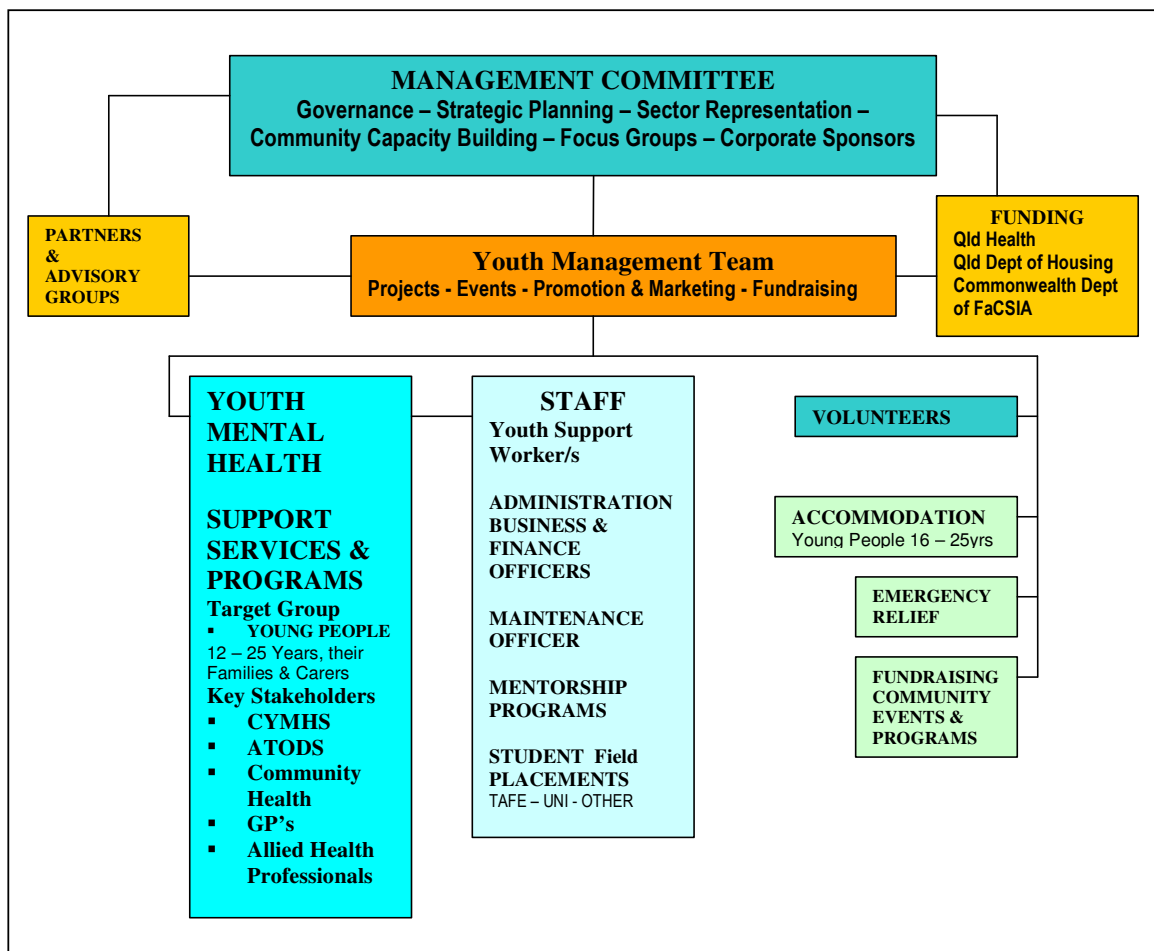 MANAGEMENT COMMITTEE
Governance – Strategic Planning – Sector Representation –
Community Capacity Building – Focus Groups – Corporate Sponsors
PARTNERS
&
ADVISORY
GROUPS
Youth Management Team
Projects - Events - Promotion & Marketing - Fundraising
FUNDING
Qld Health
Qld Dept of Housing
Commonwealth Dept
of FaCSIA
YOUTH
MENTAL
HEALTH
SUPPORT
SERVICES &
PROGRAMS
Target Group
▪ YOUNG PEOPLE
12 – 25 Years, their
Families & Carers
Key Stakeholders
▪ CYMHS
▪ ATODS
▪ Community
Health
▪ GP's
▪ Allied Health
Professionals
STAFF
Youth Support
Worker/s
ADMINISTRATION
BUSINESS &
FINANCE
OFFICERS
MAINTENANCE
OFFICER
MENTORSHIP
PROGRAMS
STUDENT Field
PLACEMENTS
TAFE – UNI - OTHER
VOLUNTEERS
ACCOMMODATION
Young People 16 – 25yrs
EMERGENCY
RELIEF
FUNDRAISING
COMMUNITY
EVENTS &
PROGRAMS